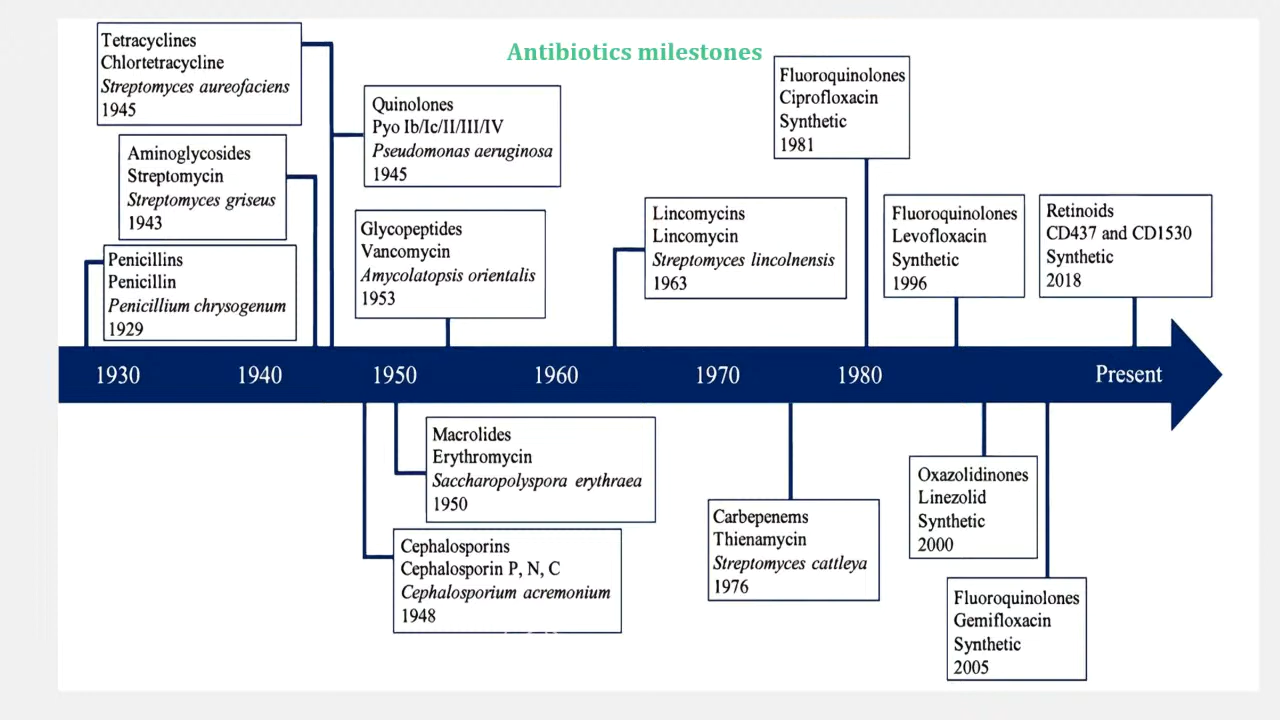 Antibiotics milestones
Tetracyclines
Chlortetracycline
Streptomyces aureofaciens
1945
Quinolones
Pyo Ib/Ic/II/III/IV
Pseudomonas aeruginosa
1945
Aminoglycosides
Streptomycin
Streptomyces griseus
1943
Penicillins
Penicillin
Penicillium chrysogenum
1929
Glycopeptides
Vancomycin
Amycolatopsis orientalis
1953
Lincomycins
Lincomycin
Streptomyces lincolnensis
1963
Fluoroquinolones
Ciprofloxacin
Synthetic
1981
Fluoroquinolones
Levofloxacin
Synthetic
1996
Retinoids
CD437 and CD1530
Synthetic
2018
1930 1940 1950 1960 1970 1980 Present
Macrolides
Erythromycin
Saccharopolyspora erythraea
1950
Cephalosporins
Cephalosporin P, N, C
Cephalosporium acremonium
1948
Carbepenems
Thienamycin
Streptomyces cattleya
1976
Oxazolidinones
Linezolid
Synthetic
2000
Fluoroquinolones
Gemifloxacin
Synthetic
2005